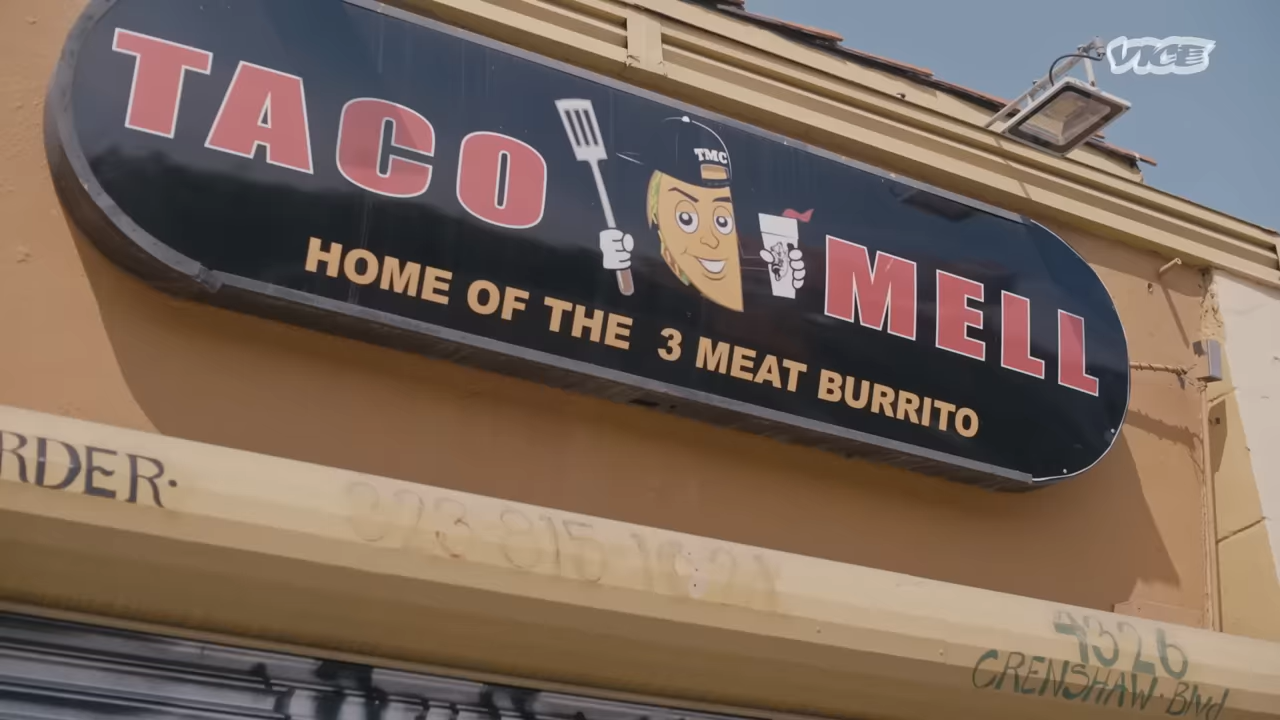 VICE
TACO MELL
TMC
HOME OF THE 3 MEAT BURRITO
RDER.
4326
CRENSHAW. Blvd